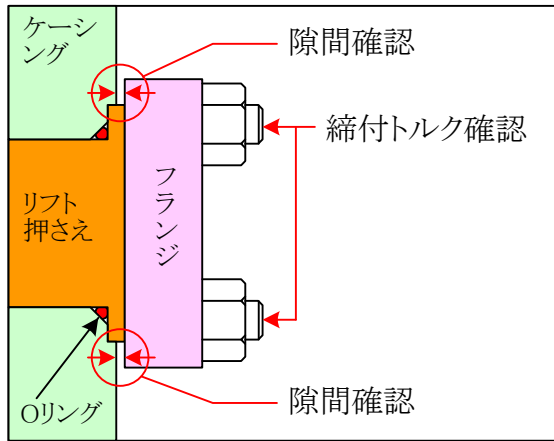 ケーシ
ング
隙間確認
締付トルク確認
フランジ
リフト
押さえ
Oリング
隙間確認